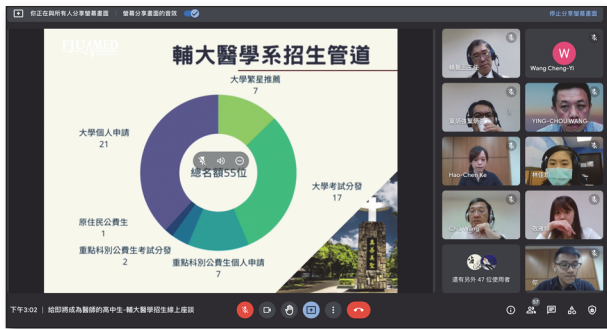 你正在與所有人分享螢幕畫面
螢幕分享畫面的音效
停止分享螢幕畫面
FJU MED
輔大醫學系招生管道
大學繁星推薦
7
大學個人申請
21
總名額55位
大學考試分發
17
原住民公費生
1
重點科別公費生考試分發
2
重點科別公費生個人申請
7
W
Wang Cheng-Yi
YING-CHOU WANG
Hao-Chen Ke
還有另外 47 位使用者
下午3:02
給即將成為醫師的高中生-輔大醫學招生線上座談
57